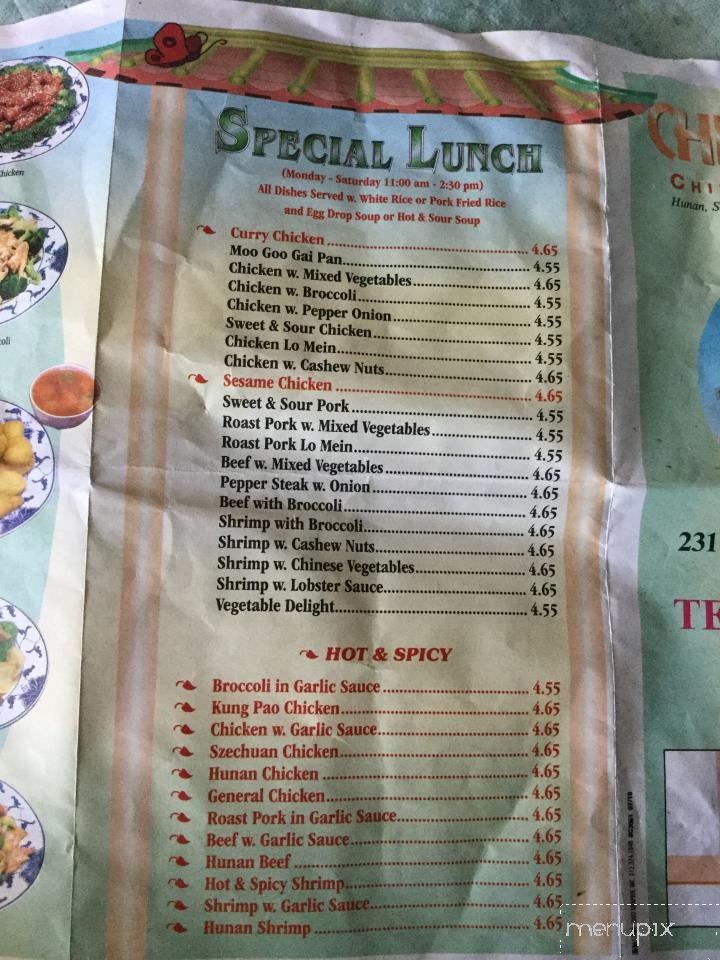 Chicken
oli
SPECIAL LUNCH
(Monday - Saturday 11:00 am - 2:30 pm)
All Dishes Served w. White Rice or Pork Fried Rice
and Egg Drop Soup or Hot & Sour Soup
Curry Chicken 4.65
Moo Goo Gai Pan 4.55
Chicken w. Mixed Vegetables 4.65
Chicken w. Broccoli 4.55
Chicken w. Pepper Onion 4.55
Sweet & Sour Chicken 4.55
Chicken Lo Mein 4.55
Chicken w. Cashew Nuts 4.65
Sesame Chicken 4.65
Sweet & Sour Pork 4.55
Roast Pork w. Mixed Vegetables 4.55
Roast Pork Lo Mein 4.55
Beef w. Mixed Vegetables 4.65
Pepper Steak w. Onion 4.65
Beef with Broccoli 4.65
Shrimp with Broccoli 4.65
Shrimp w. Cashew Nuts 4.65
Shrimp w. Chinese Vegetables 4.65
Shrimp w. Lobster Sauce 4.65
Vegetable Delight 4.55
HOT & SPICY
Broccoli in Garlic Sauce 4.55
Kung Pao Chicken 4.65
Chicken w. Garlic Sauce 4.65
Szechuan Chicken 4.65
Hunan Chicken 4.65
General Chicken 4.65
Roast Pork in Garlic Sauce 4.65
Beef w. Garlic Sauce 4.65
Hunan Beef 4.65
Hot & Spicy Shrimp 4.65
Shrimp w. Garlic Sauce 4.65
Hunan Shrimp 4.65
CHI
Hunan, S
231
TE
menupix